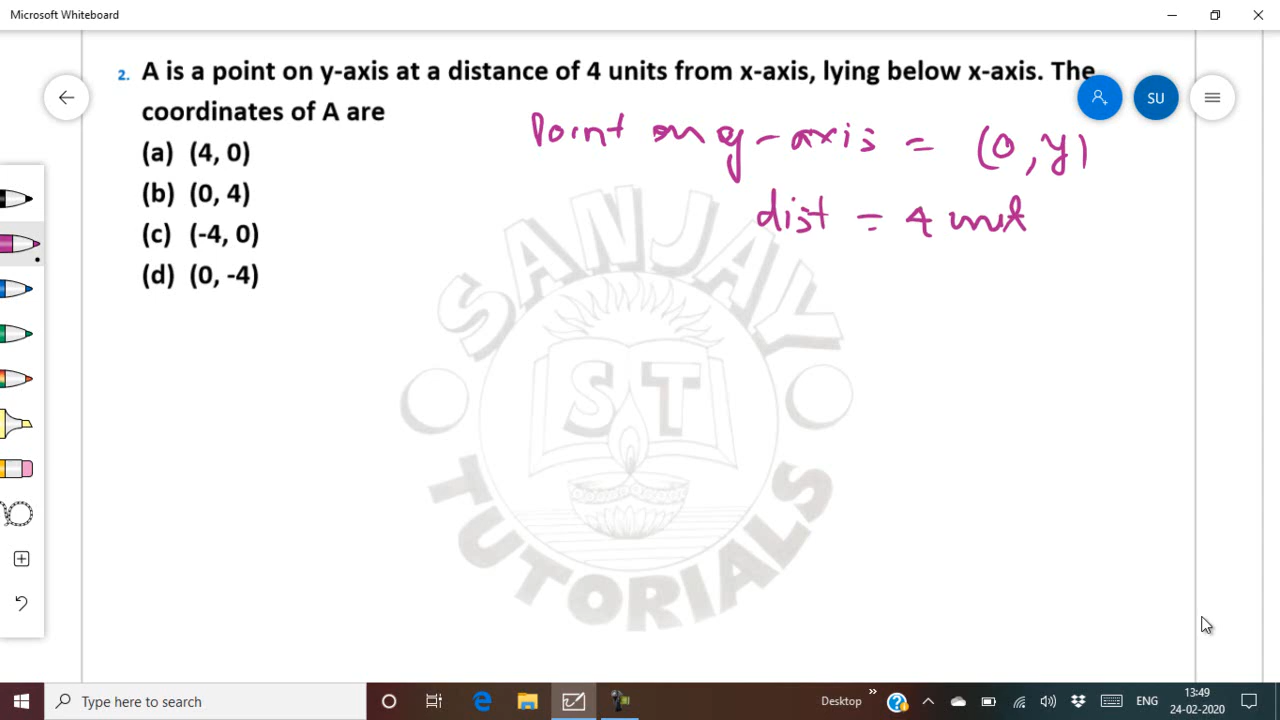 Microsoft Whiteboard
2. A is a point on y-axis at a distance of 4 units from x-axis, lying below x-axis. The
coordinates of A are
(a) (4, 0)
(b) (0, 4)
(c) (-4, 0)
(d) (0, -4)
Point on y-axis = (0, y)
dist = 4 unit
SU
SANJAY
ST
TUTORIALS
Type here to search
Desktop
ENG
13:49
24-02-2020